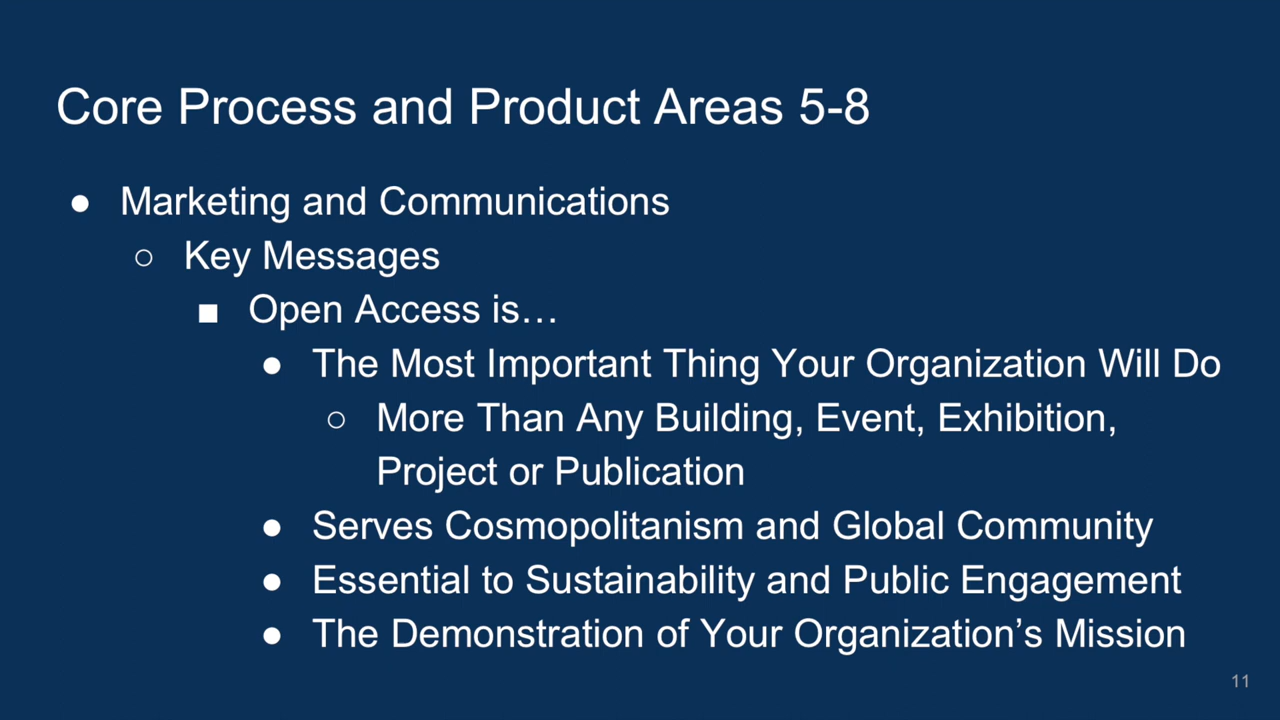 Core Process and Product Areas 5-8
● Marketing and Communications
○ Key Messages
■ Open Access is…
● The Most Important Thing Your Organization Will Do
○ More Than Any Building, Event, Exhibition,
Project or Publication
● Serves Cosmopolitanism and Global Community
● Essential to Sustainability and Public Engagement
● The Demonstration of Your Organization’s Mission
11